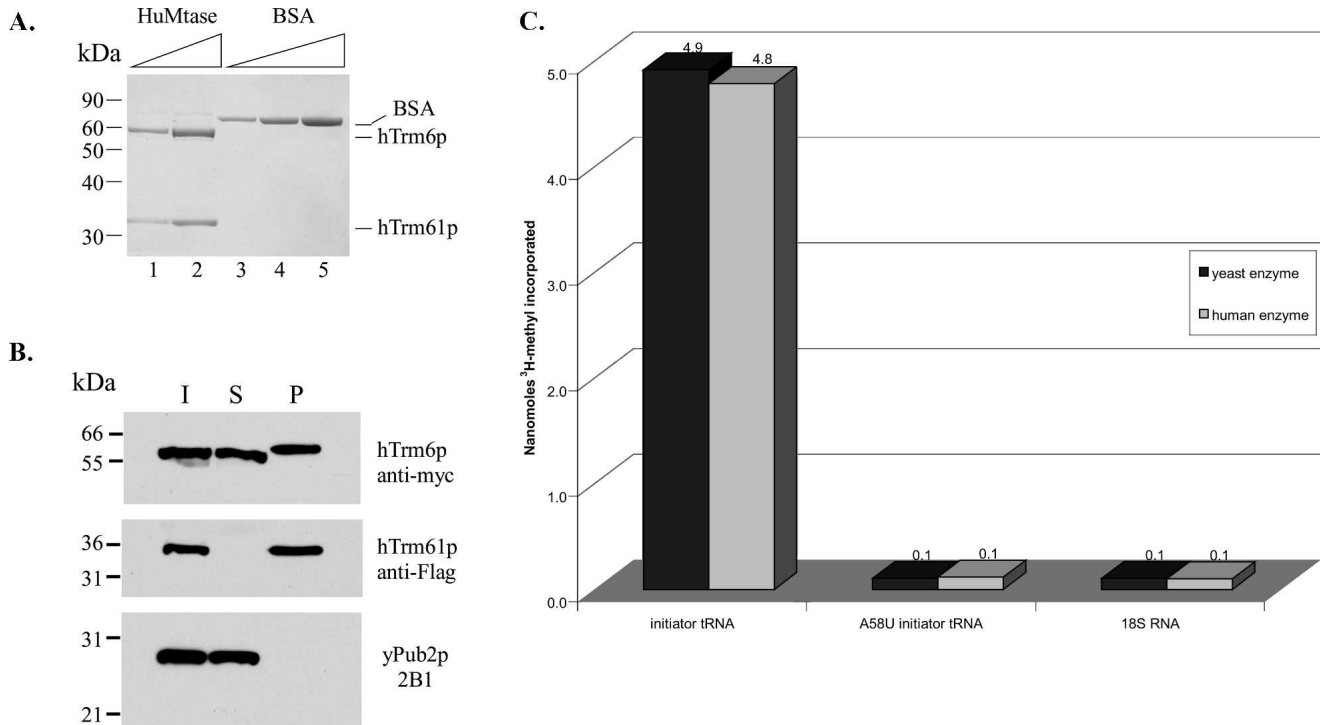 A.
HuMtase BSA
kDa
90
60
50
40
30
BSA
hTrm6p
hTrm61p
1 2 3 4 5
B.
kDa
I S P
66
55
hTrm6p
anti-myc
36
31
hTrm61p
anti-Flag
31
21
yPub2p
2B1
C.
Nanomoles ³H-methyl incorporated
5.0
4.0
3.0
2.0
1.0
0.0
4.9
4.8
0.1
0.1
0.1
0.1
initiator tRNA
A58U initiator tRNA
18S RNA
yeast enzyme
human enzyme